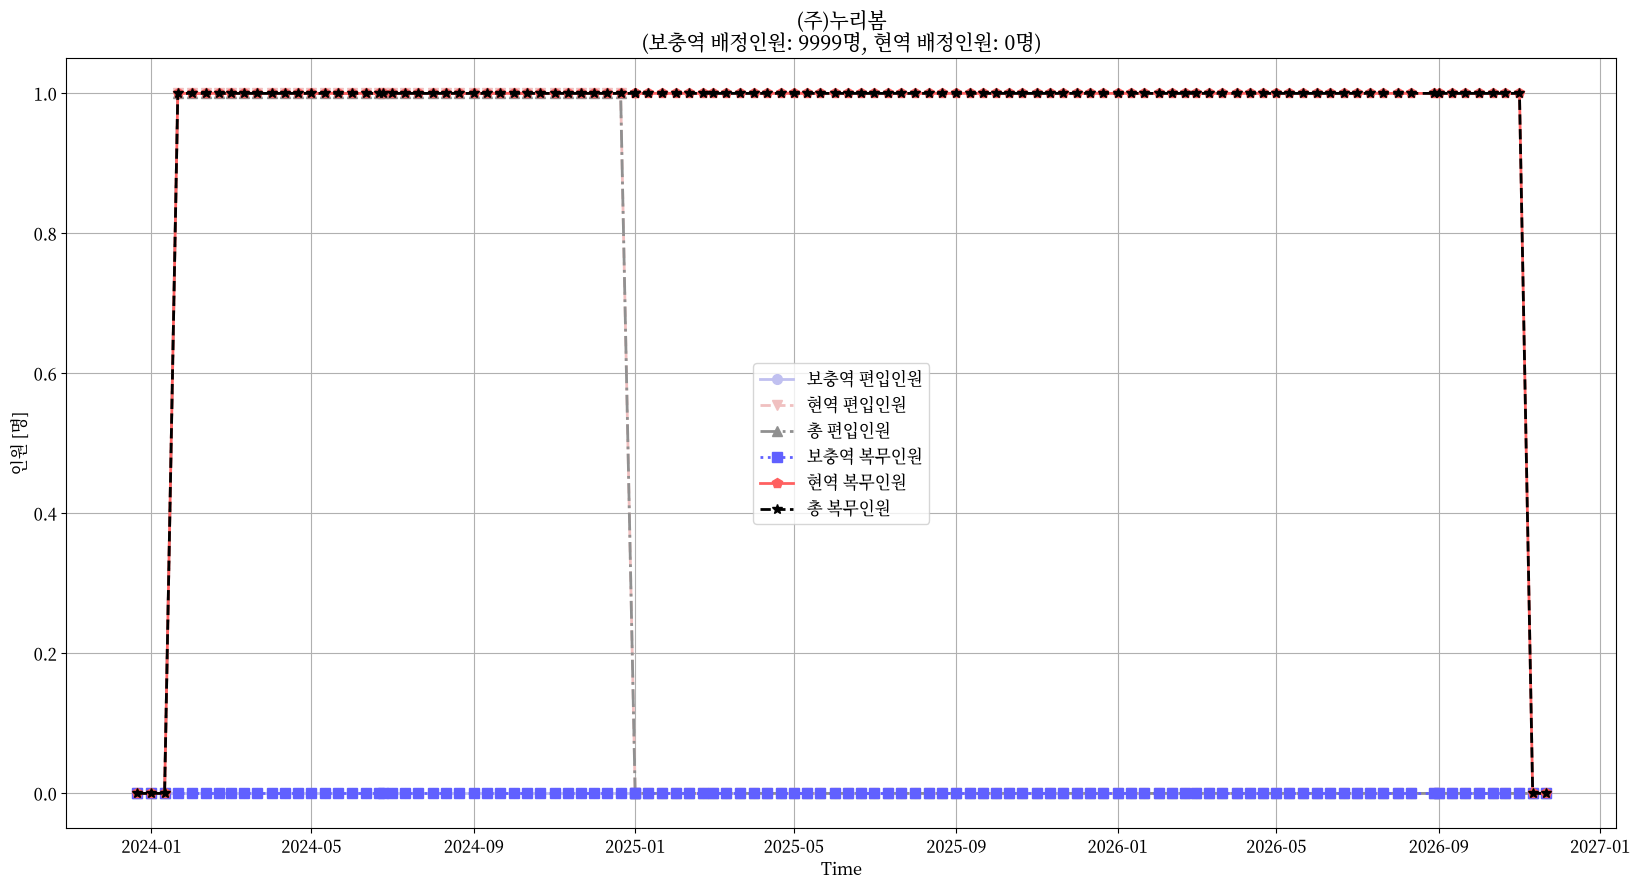 (주)누리봄
(보충역 배정인원: 9999명, 현역 배정인원: 0명)
인원 [명]
1.0
0.8
0.6
0.4
0.2
0.0
보충역 편입인원
현역 편입인원
총 편입인원
보충역 복무인원
현역 복무인원
총 복무인원
2024-01
2024-05
2024-09
2025-01
2025-05
2025-09
2026-01
2026-05
2026-09
2027-01
Time